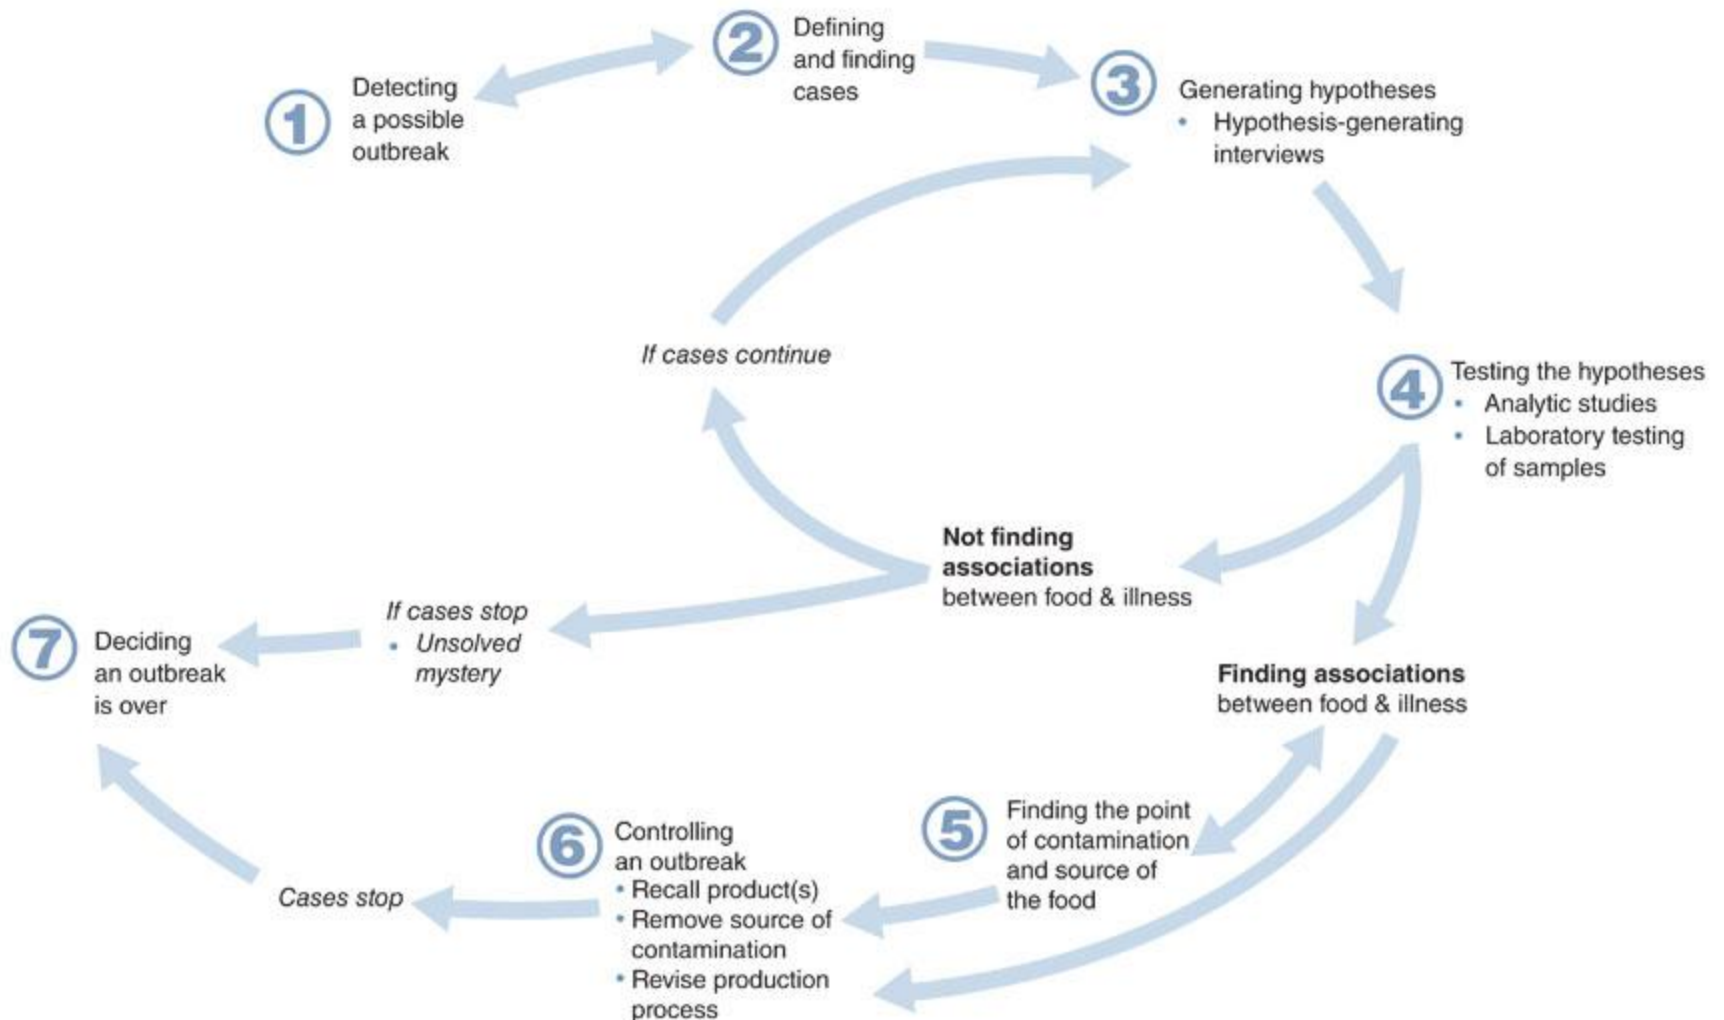 1
Detecting
a possible
outbreak
2
Defining
and finding
cases
3
Generating hypotheses
• Hypothesis-generating
interviews
4
Testing the hypotheses
• Analytic studies
• Laboratory testing
of samples
If cases continue
Not finding
associations
between food & illness
Finding associations
between food & illness
If cases stop
• Unsolved
mystery
5
Finding the point
of contamination
and source of
the food
6
Controlling
an outbreak
• Recall product(s)
• Remove source of
contamination
• Revise production
process
Cases stop
7
Deciding
an outbreak
is over